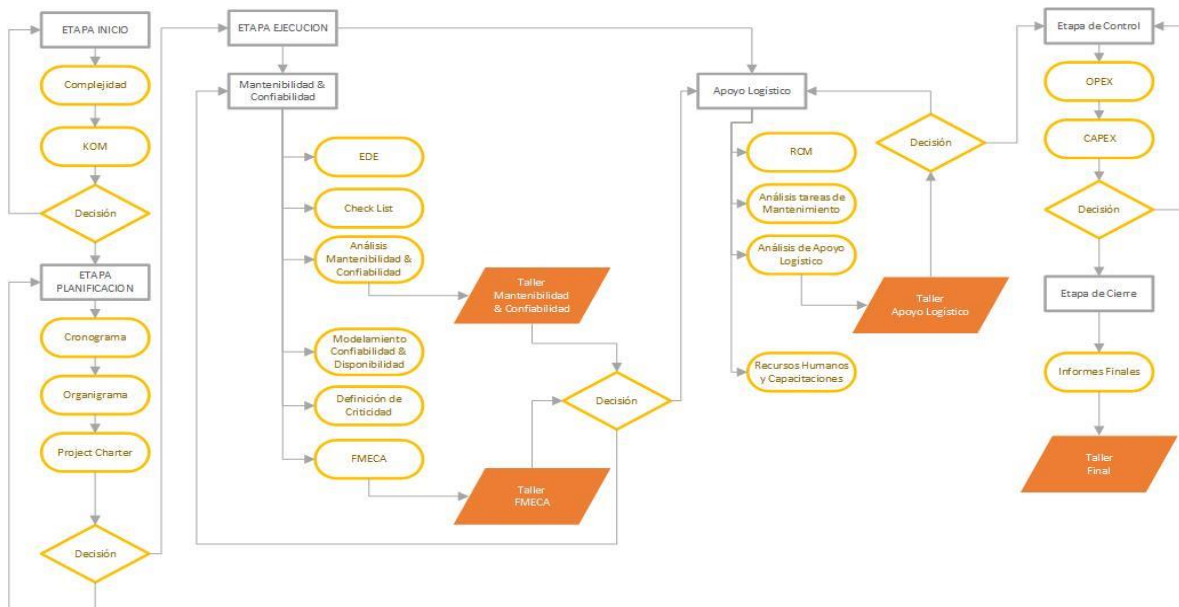 ETAPA INICIO
Complejidad
KOM
Decisión
ETAPA
PLANIFICACION
Cronograma
Organigrama
Project Charter
Decisión
ETAPA EJECUCION
Mantenibilidad &
Confiabilidad
EDE
Check List
Análisis
Mantenibilidad &
Confiabilidad
Taller
Mantenibilidad
& Confiabilidad
Modelamiento
Confiabilidad &
Disponibilidad
Definición de
Criticidad
FMECA
Taller
FMECA
Decisión
Apoyo Logístico
RCM
Análisis tareas de
Mantenimiento
Análisis de Apoyo
Logístico
Taller
Apoyo Logístico
Recursos Humanos
y Capacitaciones
Decisión
Etapa de Control
OPEX
CAPEX
Decisión
Etapa de Cierre
Informes Finales
Taller
Final